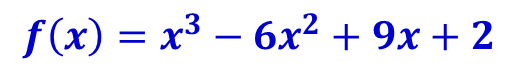 f(x) = x³ − 6x² + 9x + 2